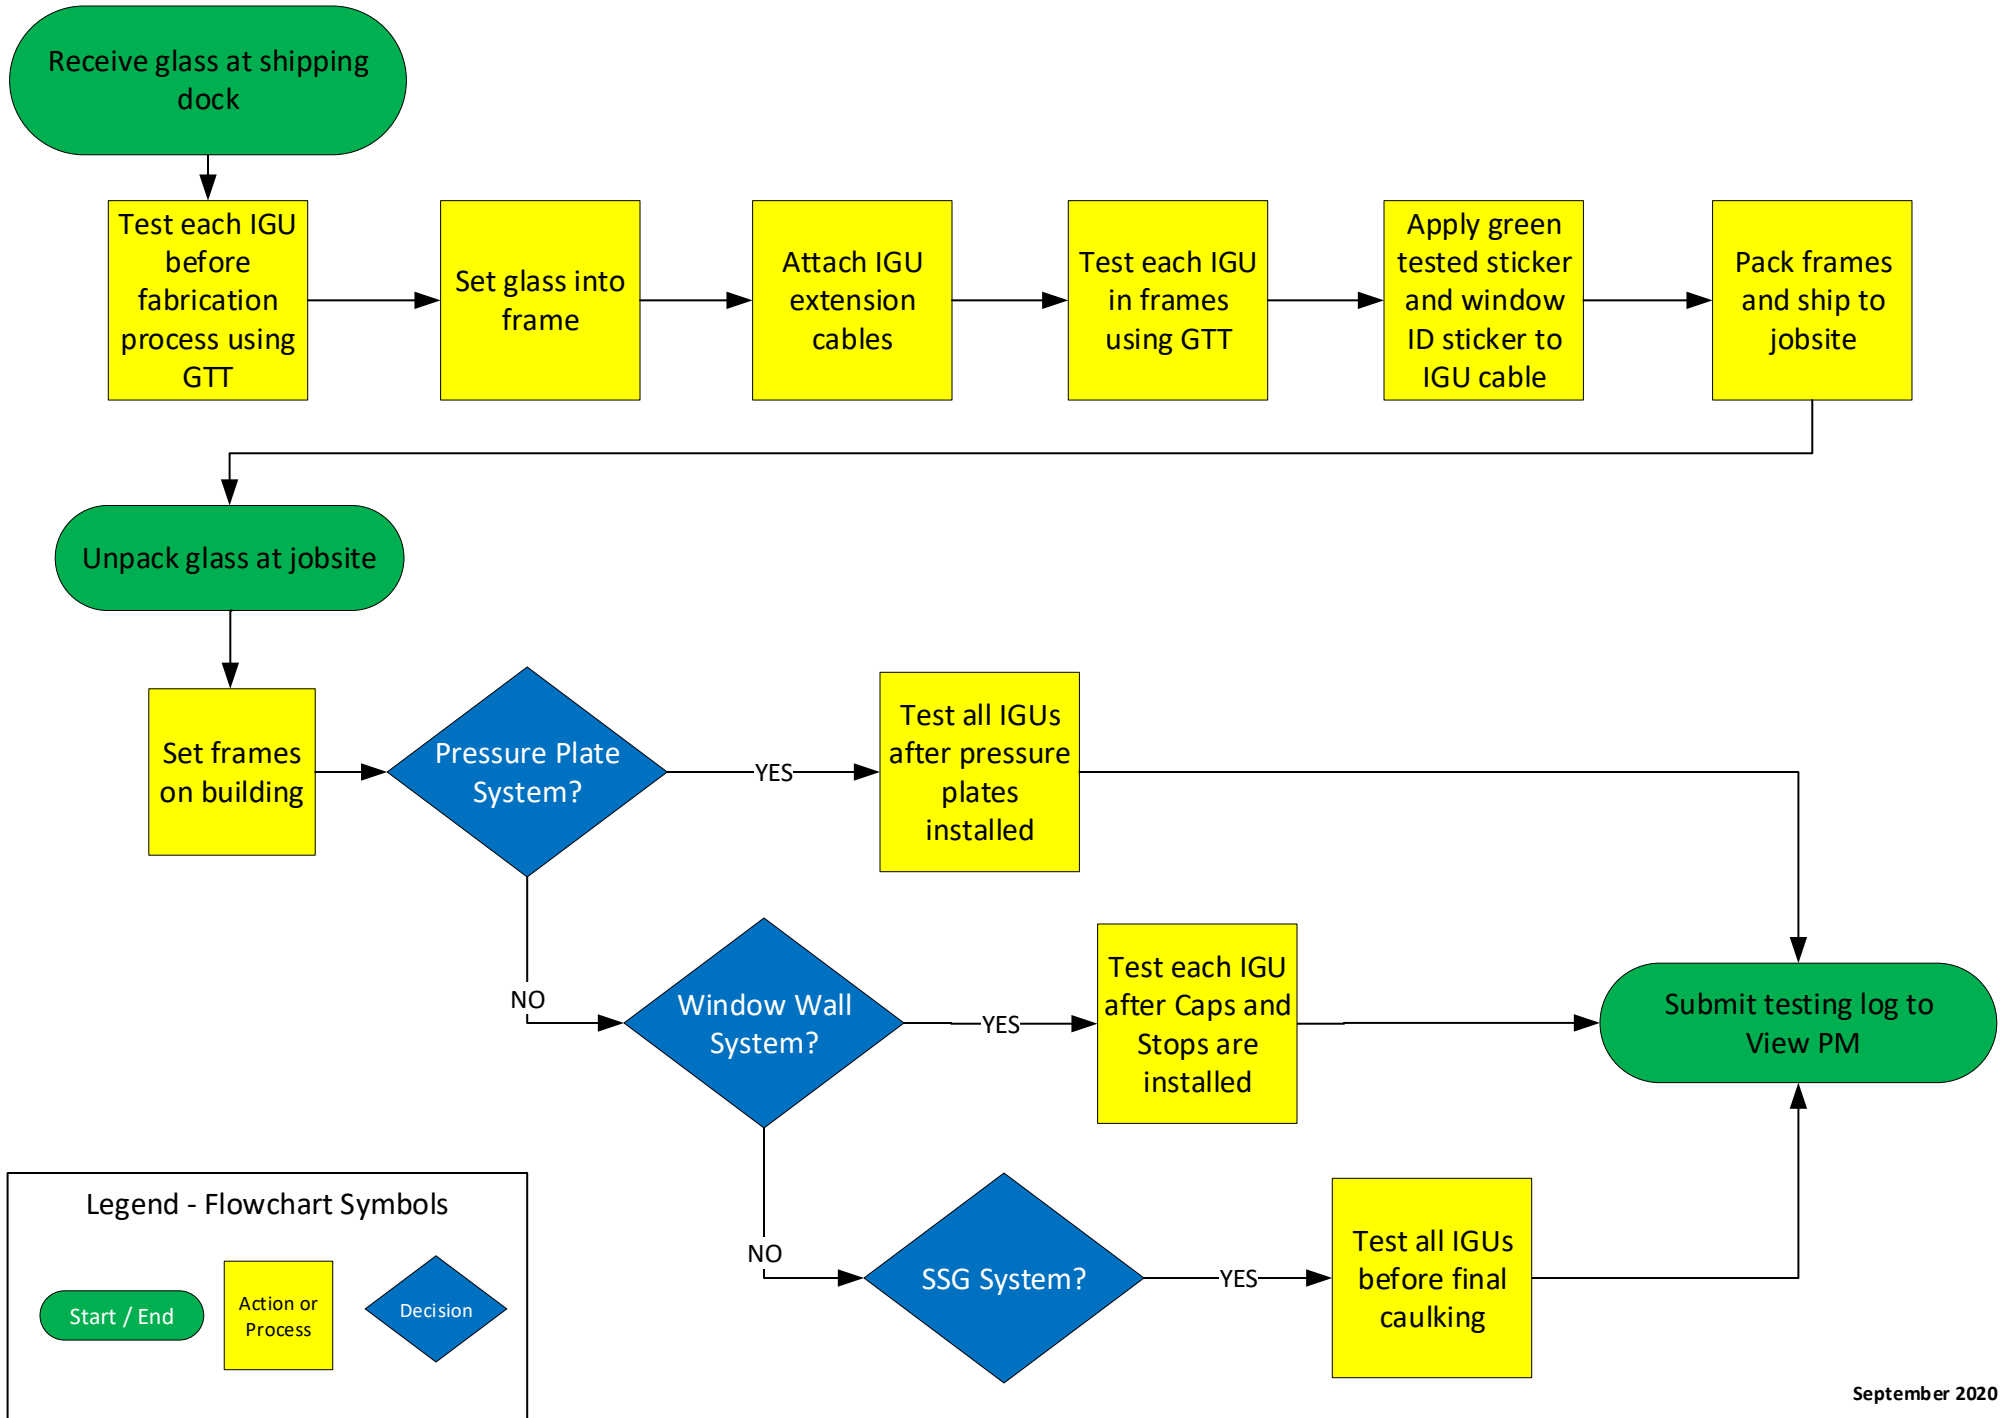 Receive glass at shipping
dock
Test each IGU
before
fabrication
process using
GTT
Set glass into
frame
Attach IGU
extension
cables
Test each IGU
in frames
using GTT
Apply green
tested sticker
and window
ID sticker to
IGU cable
Pack frames
and ship to
jobsite
Unpack glass at jobsite
Set frames
on building
Pressure Plate
System?
YES
Test all IGUs
after pressure
plates
installed
NO
Window Wall
System?
YES
Test each IGU
after Caps and
Stops are
installed
Submit testing log to
View PM
NO
SSG System?
YES
Test all IGUs
before final
caulking
Legend - Flowchart Symbols
Start / End
Action or
Process
Decision
September 2020